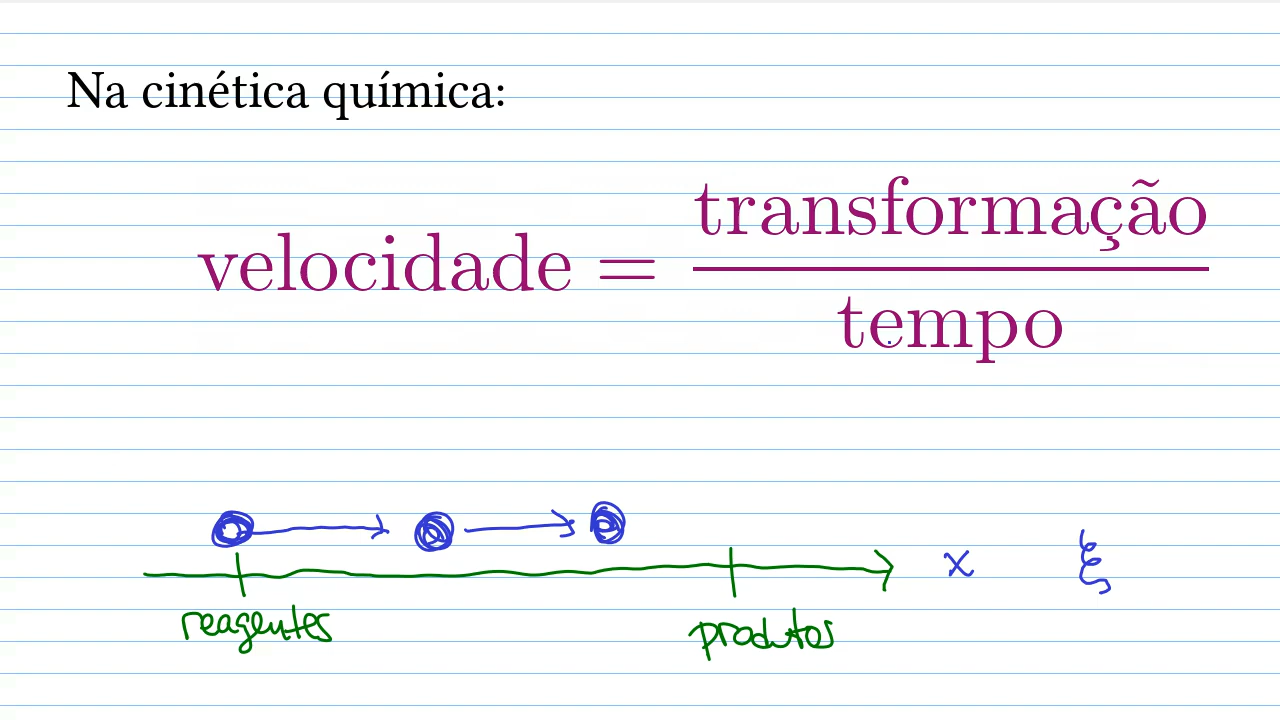 Na cinética química:
velocidade = transformação
tempo
x ξ
reagentes produtos